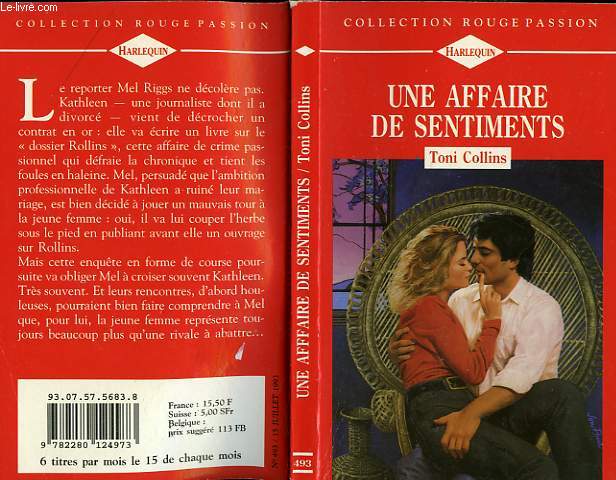 Le-livre.com
COLLECTION ROUGE PASSION
HARLEQUIN
Le reporter Mel Riggs ne décolère pas.
Kathleen — une journaliste dont il a
divorcé — vient de décrocher un
contrat en or : elle va écrire un livre sur le
« dossier Rollins », cette affaire de crime pas-
sionnel qui défraie la chronique et tient les
foules en haleine. Mel, persuadé que l'ambition
professionnelle de Kathleen a ruiné leur ma-
riage, est bien décidé à jouer un mauvais tour à
la jeune femme : oui, il va lui couper l'herbe
sous le pied en publiant avant elle un ouvrage
sur Rollins.
Mais cette enquête en forme de course pour-
suite va obliger Mel à croiser souvent Kathleen.
Très souvent. Et leurs rencontres, d'abord hou-
leuses, pourraient bien faire comprendre à Mel
que, pour lui, la jeune femme représente tou-
jours beaucoup plus qu'une rivale à abattre...
93.07.57.5683.8
9 782280 124973
France : 15,50 F
Suisse : 5,00 SFr
Belgique :
prix suggéré 113 FB
6 titres par mois le 15 de chaque mois
N° 493 / 15 JUILLET 1993
UNE AFFFAIRE DE SENTIMENTS / Toni Collins
493
COLLECTION ROUGE PASSION
HARLEQUIN
UNE AFFAIRE
DE SENTIMENTS
Toni Collins